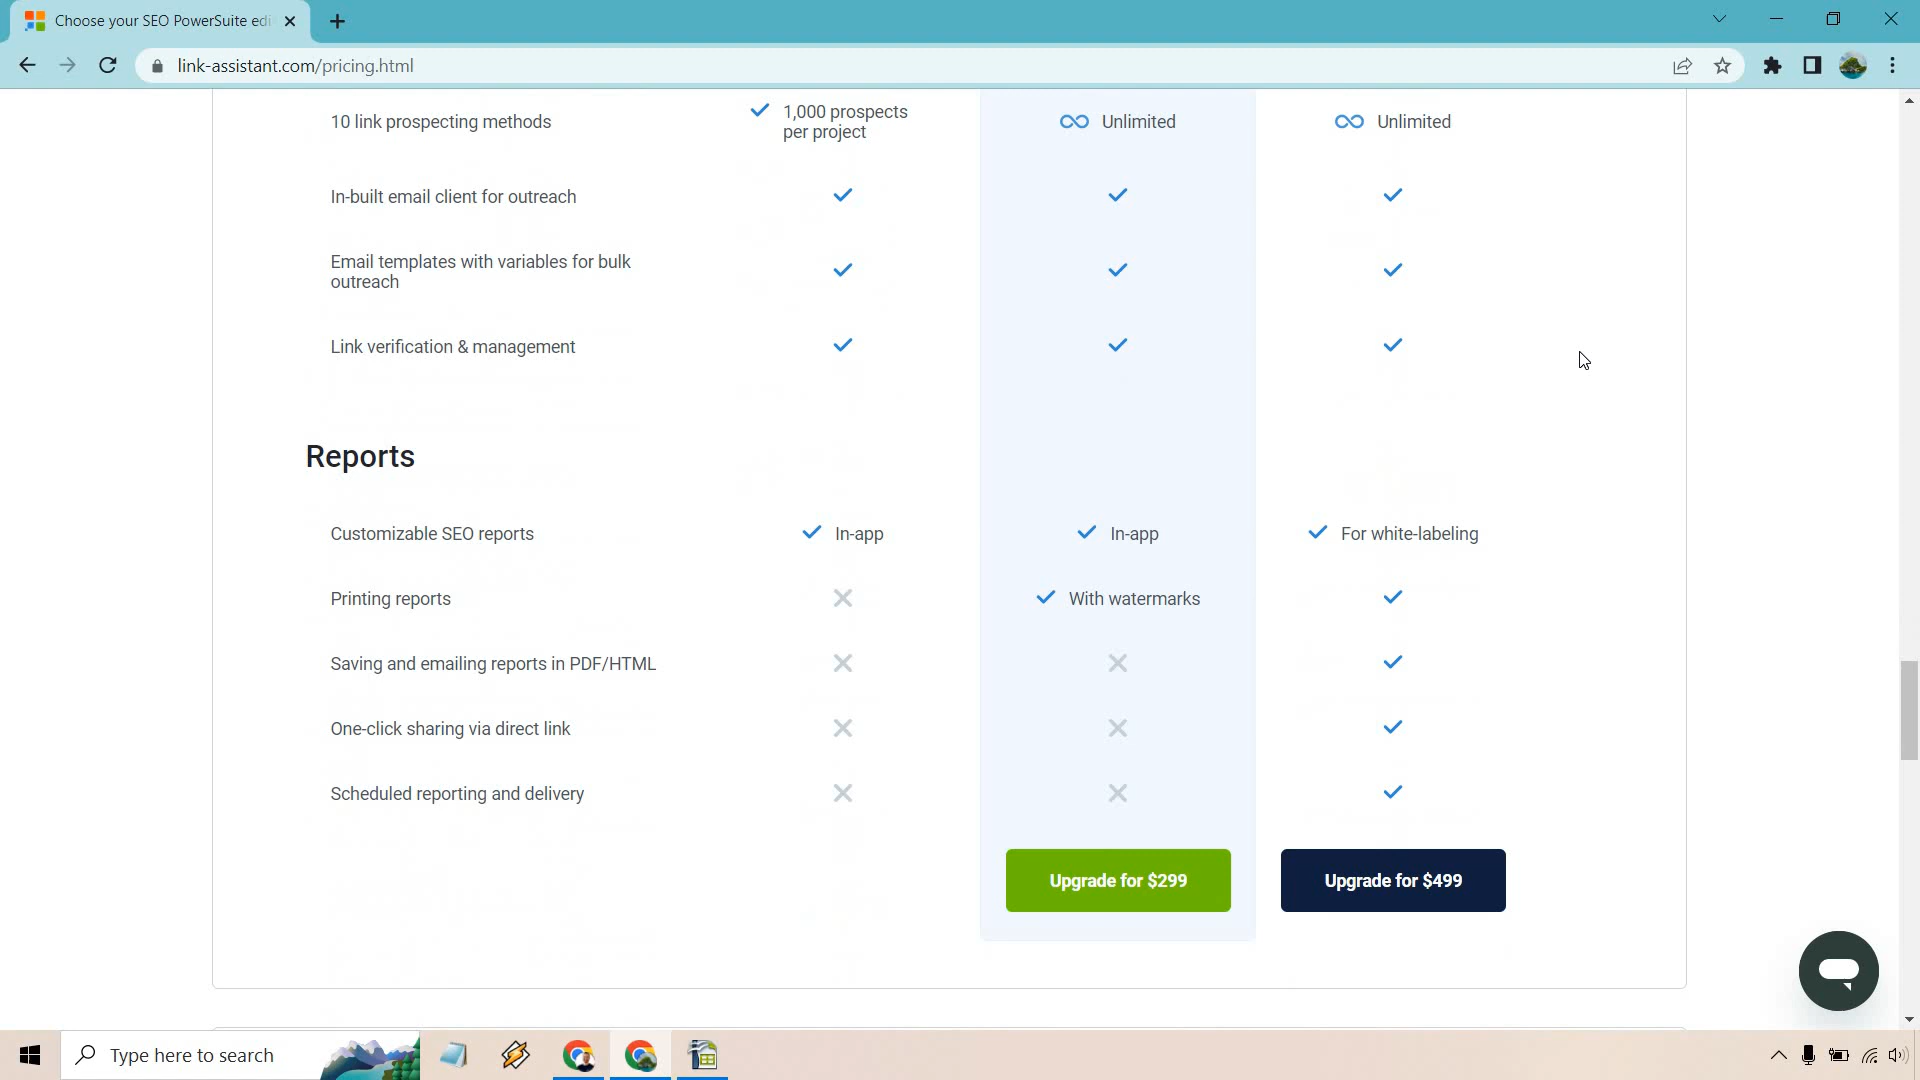 Choose your SEO PowerSuite edi
link-assistant.com/pricing.html
10 link prospecting methods
1,000 prospects
per project
Unlimited
Unlimited
In-built email client for outreach
Email templates with variables for bulk
outreach
Link verification & management
Reports
Customizable SEO reports
In-app
In-app
For white-labeling
Printing reports
With watermarks
Saving and emailing reports in PDF/HTML
One-click sharing via direct link
Scheduled reporting and delivery
Upgrade for $299
Upgrade for $499
Type here to search